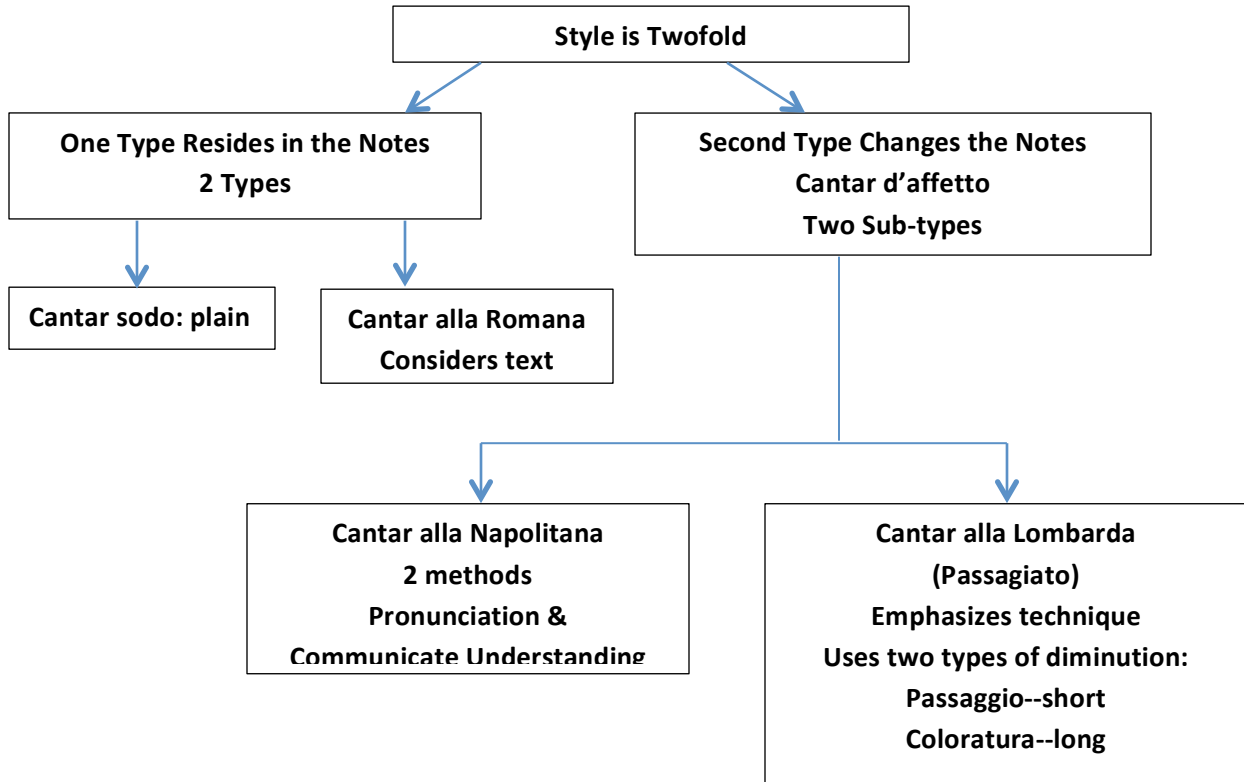 Style is Twofold
One Type Resides in the Notes
2 Types
Second Type Changes the Notes
Cantar d’affetto
Two Sub-types
Cantar sodo: plain
Cantar alla Romana
Considers text
Cantar alla Napolitana
2 methods
Pronunciation &
Communicate Understanding
Cantar alla Lombarda
(Passagiato)
Emphasizes technique
Uses two types of diminution:
Passaggio--short
Coloratura--long